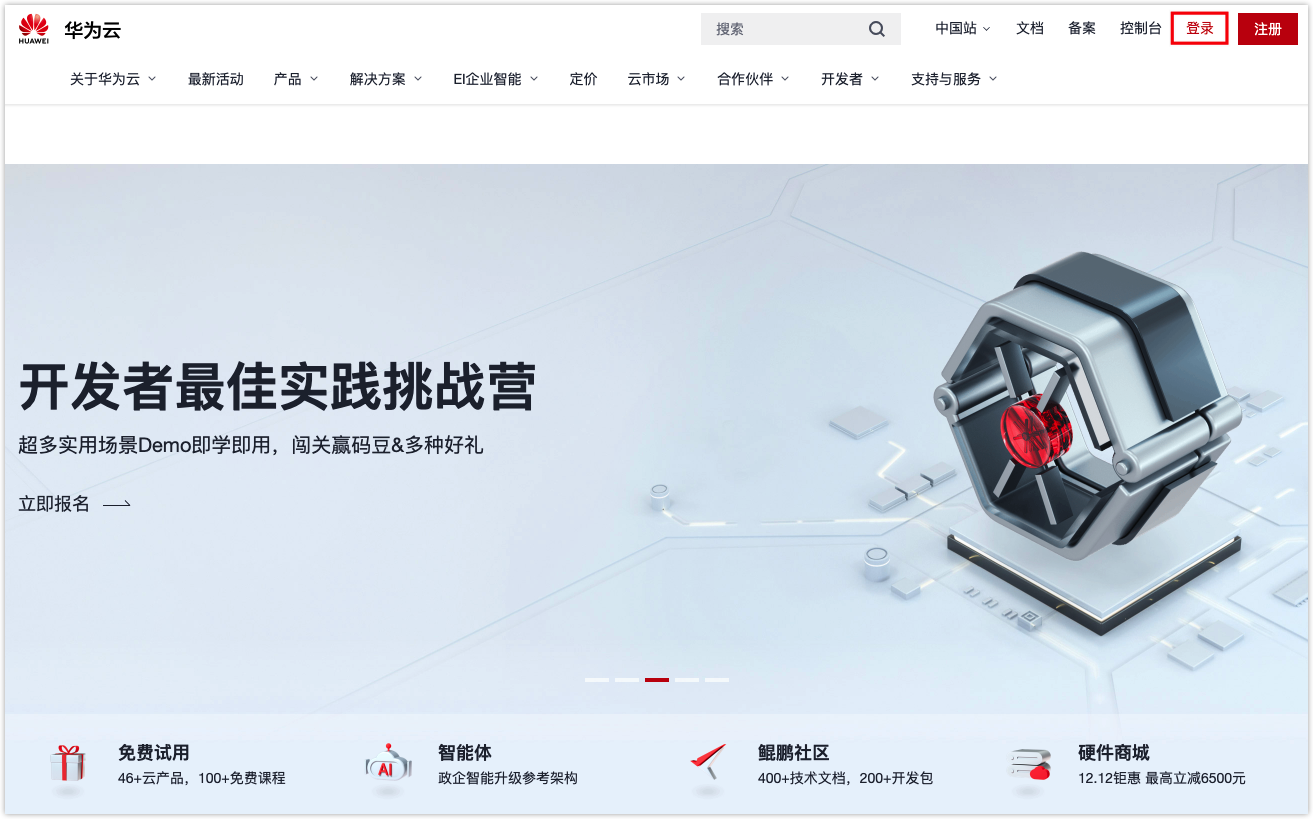 HUAWEI
华为云
搜索
中国站 文档 备案 控制台 登录 注册
关于华为云 最新活动 产品 解决方案 EI企业智能 定价 云市场 合作伙伴 开发者 支持与服务
开发者最佳实践挑战营
超多实用场景Demo即学即用，闯关赢码豆&多种好礼
立即报名
免费试用
46+云产品，100+免费课程
AI
智能体
政企智能升级参考架构
鲲鹏社区
400+技术文档，200+开发包
硬件商城
12.12钜惠 最高立减6500元